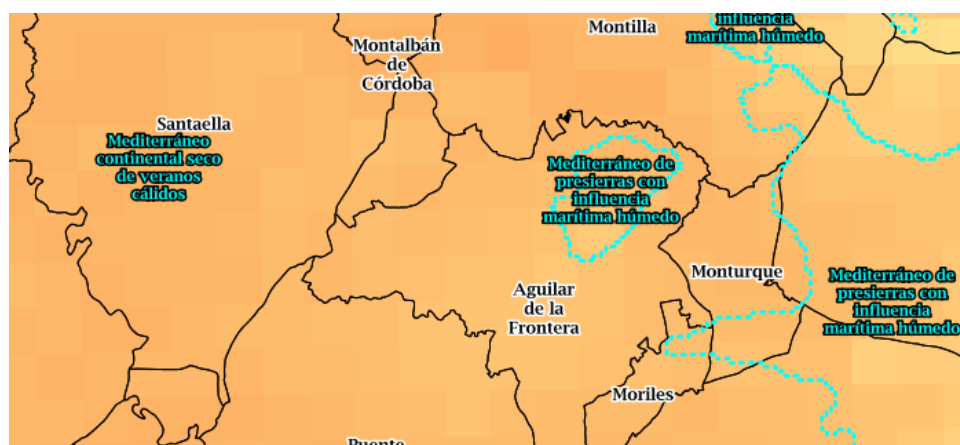 influencia
marítima húmedo
Montilla
Montalbán
de
Córdoba
Santaella
Mediterráneo
continental seco
de veranos
cálidos
Mediterráneo de
presierras con
influencia
marítima húmedo
Monturque
Mediterráneo de
presierras con
influencia
marítima húmedo
Aguilar
de la
Frontera
Moriles
Puente